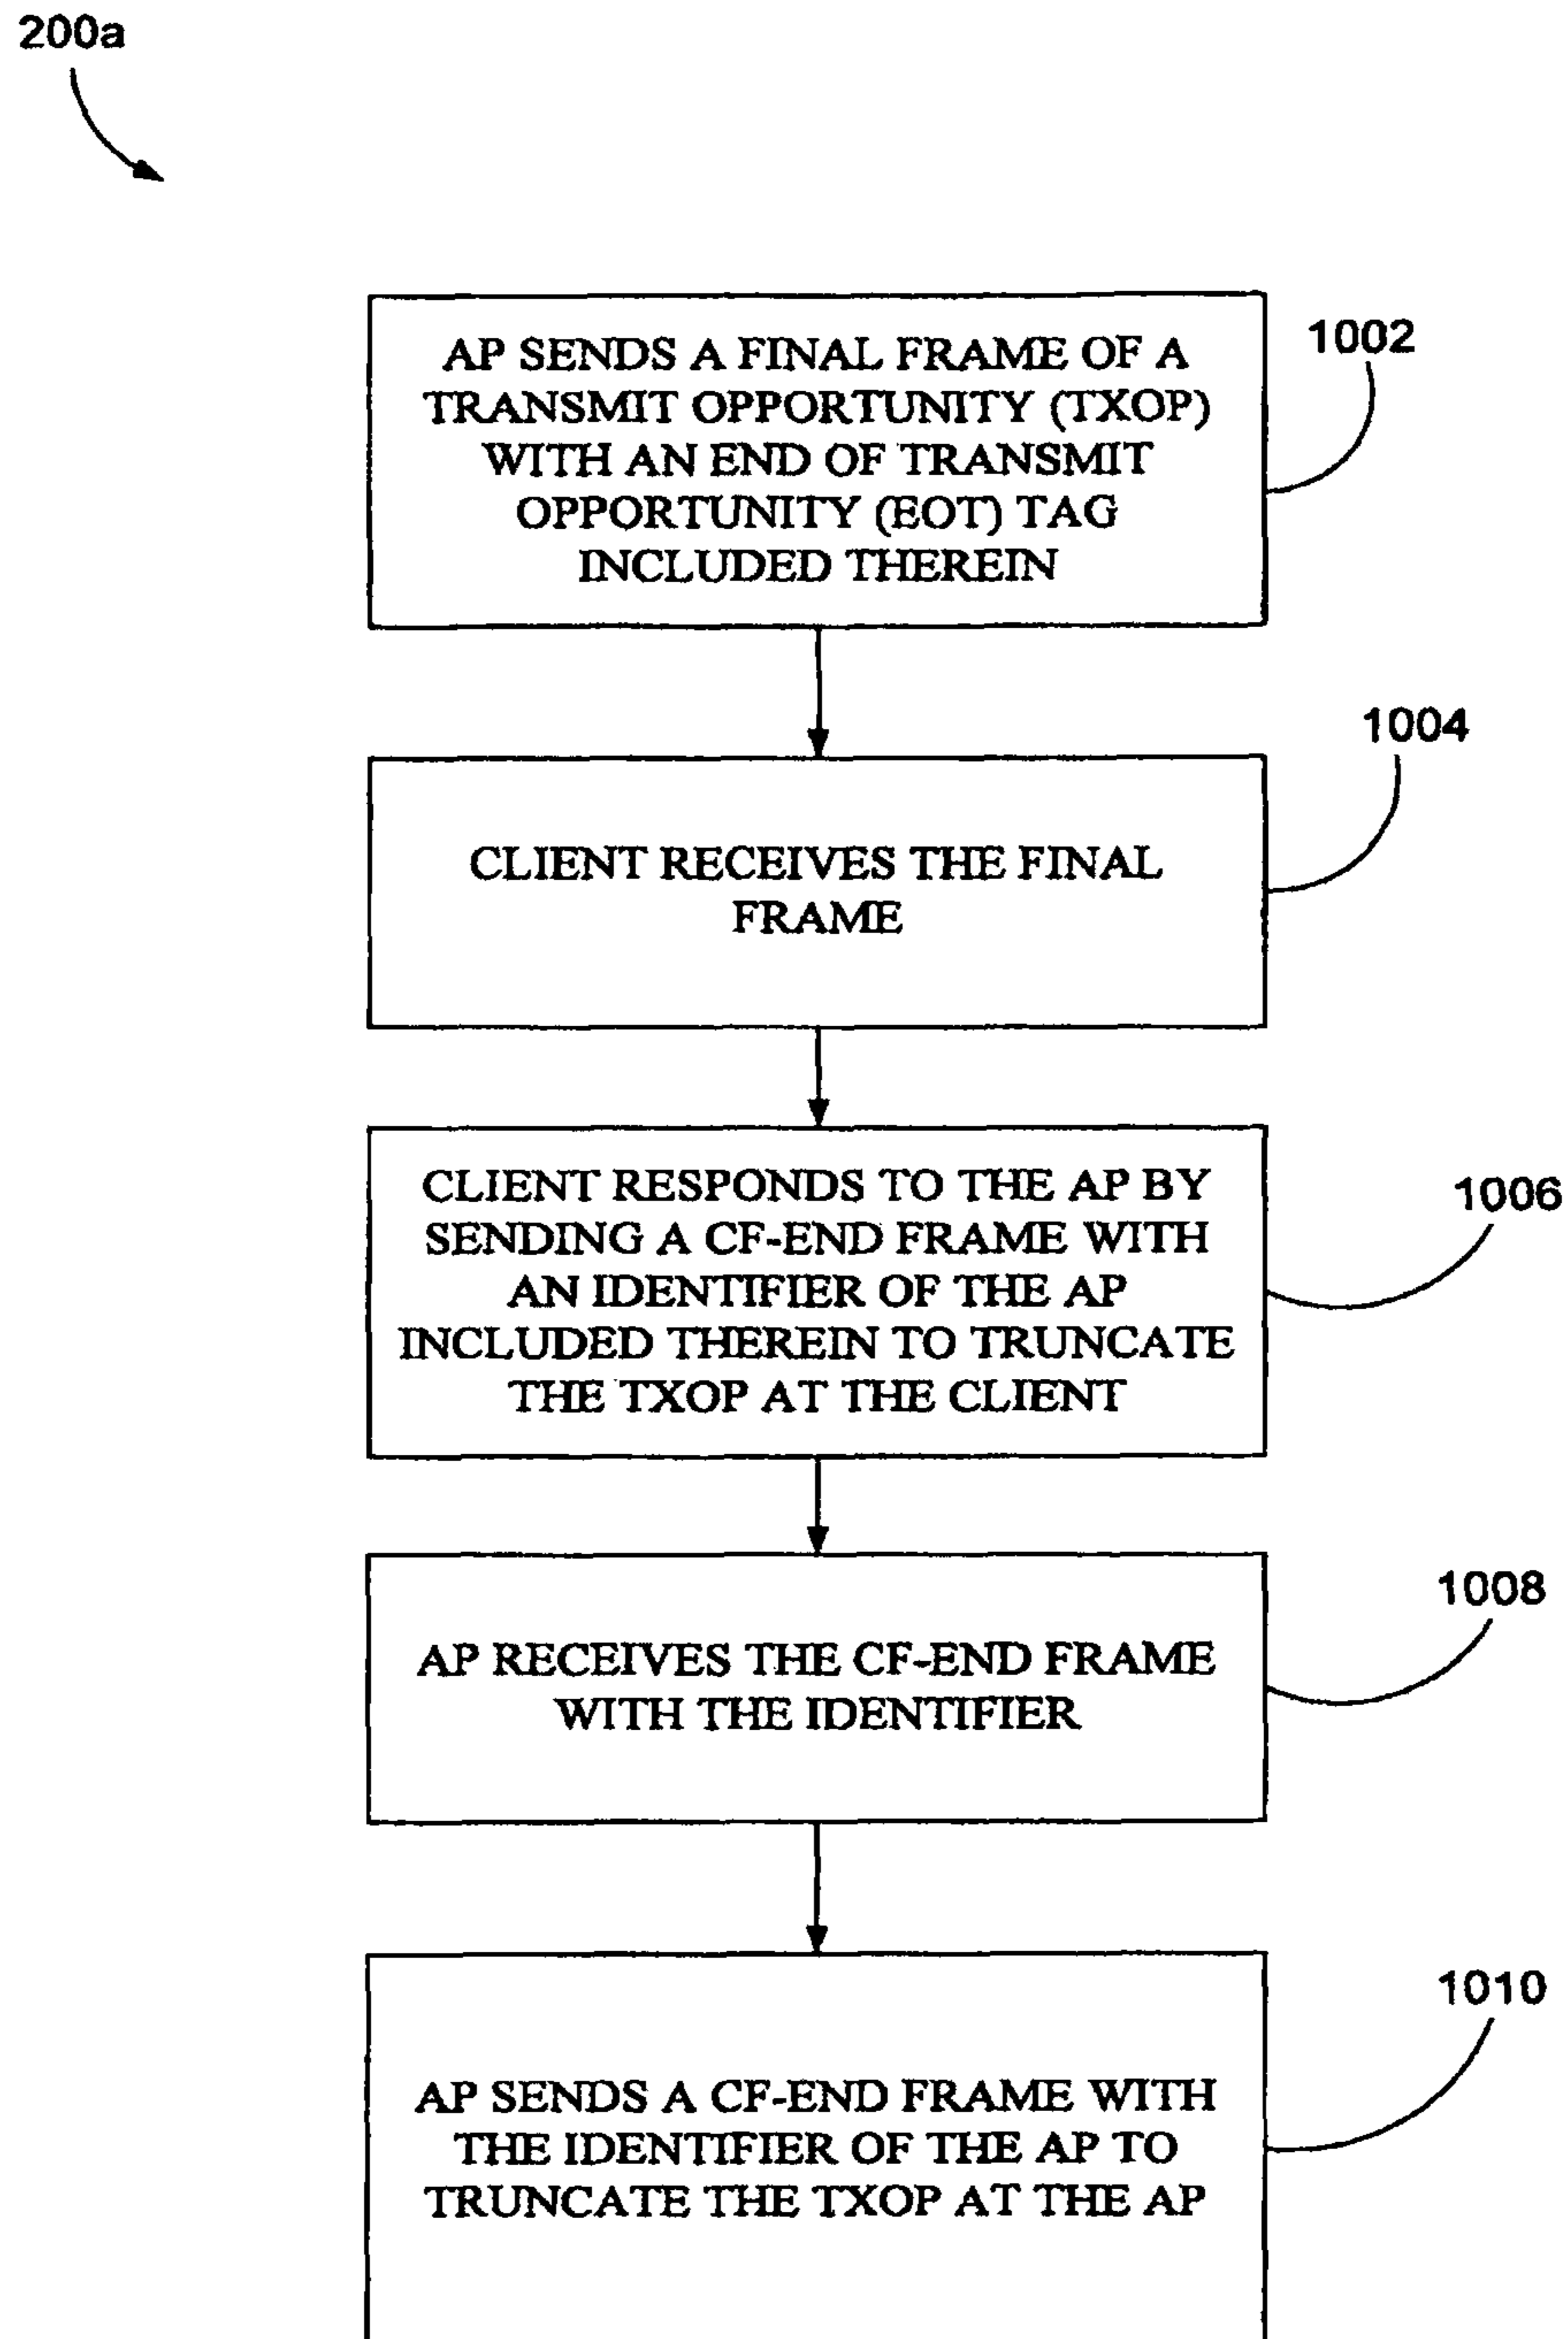 200a
AP SENDS A FINAL FRAME OF A
TRANSMIT OPPORTUNITY (TXOP)
WITH AN END OF TRANSMIT
OPPORTUNITY (EOT) TAG
INCLUDED THEREIN
1002
CLIENT RECEIVES THE FINAL
FRAME
1004
CLIENT RESPONDS TO THE AP BY
SENDING A CF-END FRAME WITH
AN IDENTIFIER OF THE AP
INCLUDED THEREIN TO TRUNCATE
THE TXOP AT THE CLIENT
1006
AP RECEIVES THE CF-END FRAME
WITH THE IDENTIFIER
1008
AP SENDS A CF-END FRAME WITH
THE IDENTIFIER OF THE AP TO
TRUNCATE THE TXOP AT THE AP
1010